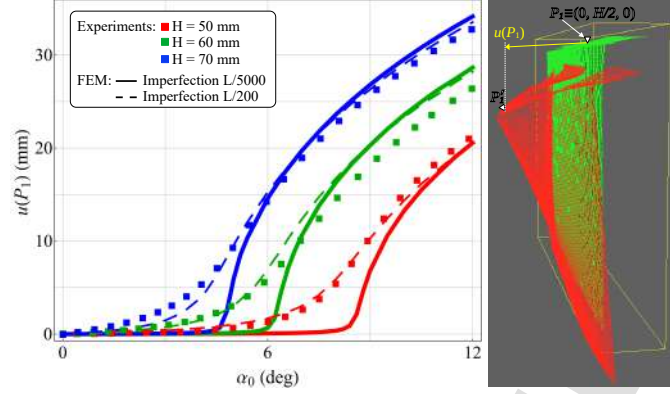 Experiments: H = 50 mm
H = 60 mm
H = 70 mm
FEM: Imperfection L/5000
Imperfection L/200
30
20
10
0
u(P₁) (mm)
0 6 12
α₀ (deg)
P₁≡(0, H/2, 0)
u(P₁)